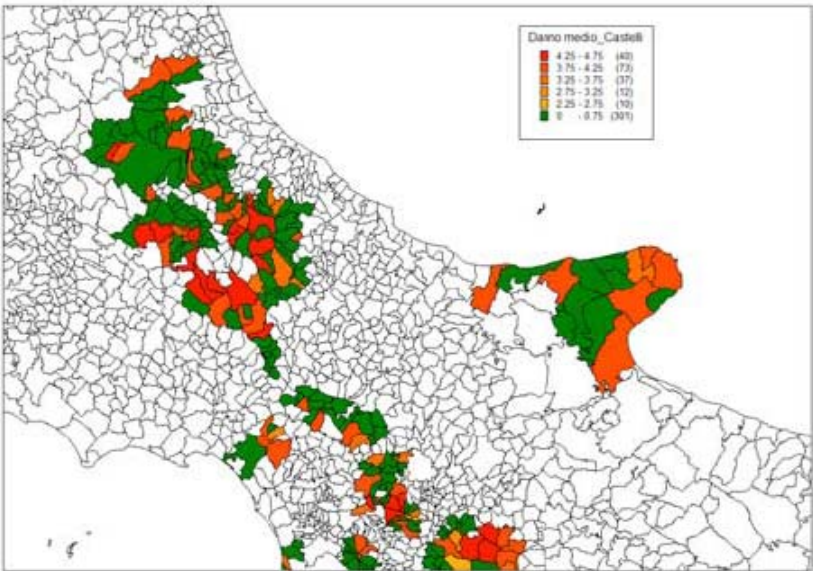 Danno medio_Castelli
4.25 - 4.75 (40)
3.75 - 4.25 (73)
3.25 - 3.75 (37)
2.75 - 3.25 (12)
2.25 - 2.75 (10)
0 - 0.75 (301)